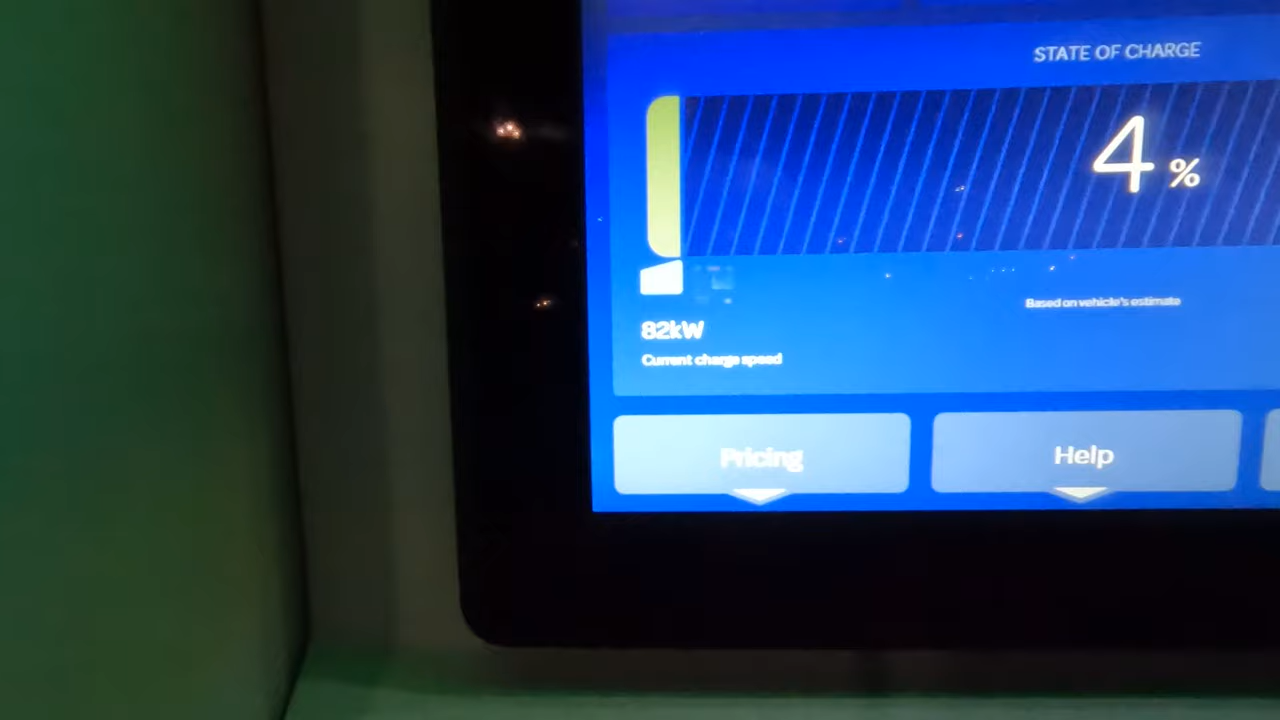 STATE OF CHARGE
4 %
Based on vehicle's estimate
82kW
Current charge speed
Pricing
Help